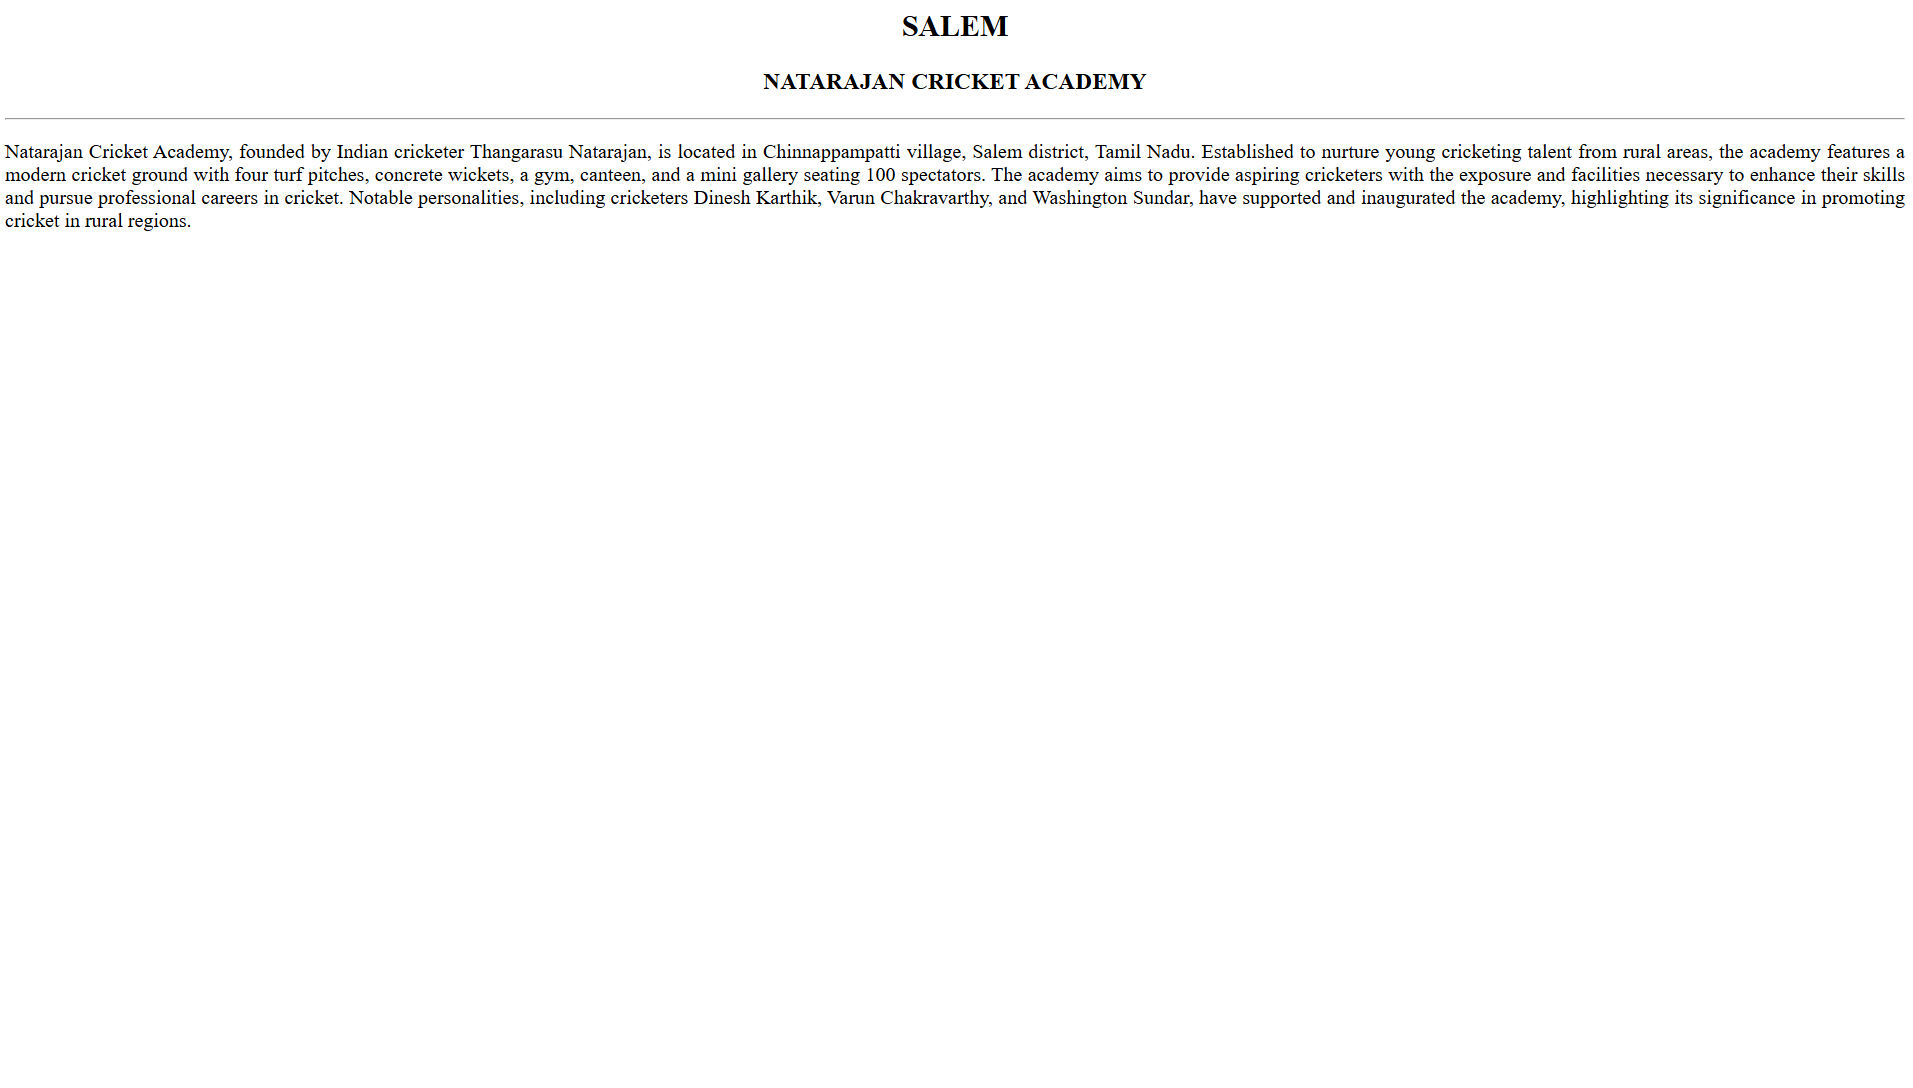 SALEM
NATARAJAN CRICKET ACADEMY
Natarajan Cricket Academy, founded by Indian cricketer Thangarasu Natarajan, is located in Chinnappampatti village, Salem district, Tamil Nadu. Established to nurture young cricketing talent from rural areas, the academy features a
modern cricket ground with four turf pitches, concrete wickets, a gym, canteen, and a mini gallery seating 100 spectators. The academy aims to provide aspiring cricketers with the exposure and facilities necessary to enhance their skills
and pursue professional careers in cricket. Notable personalities, including cricketers Dinesh Karthik, Varun Chakravarthy, and Washington Sundar, have supported and inaugurated the academy, highlighting its significance in promoting
cricket in rural regions.